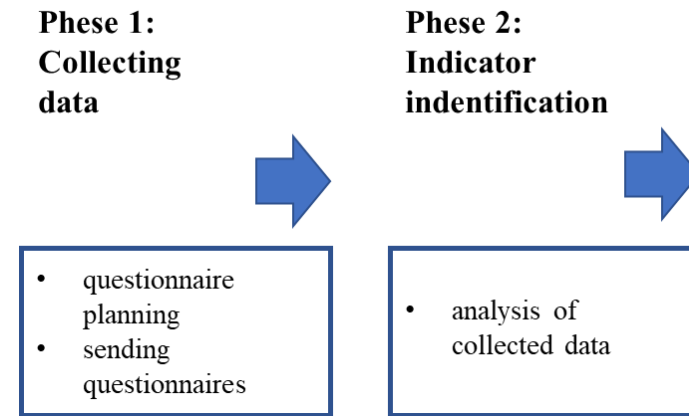 Phese 1:
Collecting
data
Phese 2:
Indicator
indentification
• questionnaire
planning
• sending
questionnaires
• analysis of
collected data